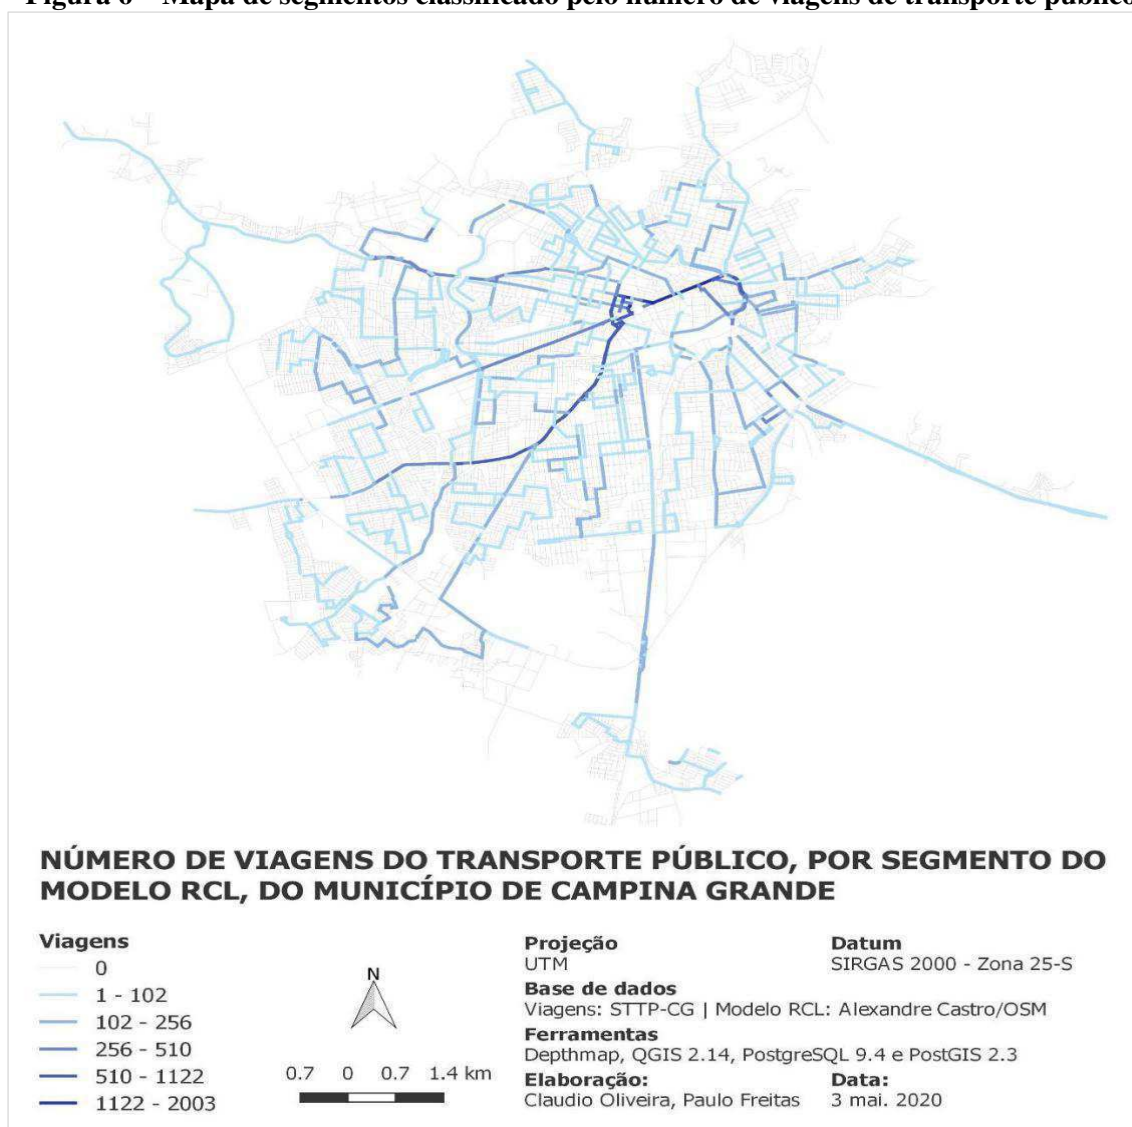 Figura 6 – Mapa de segmentos classificado pelo número de viagens de transporte público
NÚMERO DE VIAGENS DO TRANSPORTE PÚBLICO, POR SEGMENTO DO
MODELO RCL, DO MUNICÍPIO DE CAMPINA GRANDE
Viagens
0
1 - 102
102 - 256
256 - 510
510 - 1122
1122 - 2003
N
0.7 0 0.7 1.4 km
Projeção
UTM
Datum
SIRGAS 2000 - Zona 25-S
Base de dados
Viagens: STTP-CG | Modelo RCL: Alexandre Castro/OSM
Ferramentas
Depthmap, QGIS 2.14, PostgreSQL 9.4 e PostGIS 2.3
Elaboração:
Claudio Oliveira, Paulo Freitas
Data:
3 mai. 2020